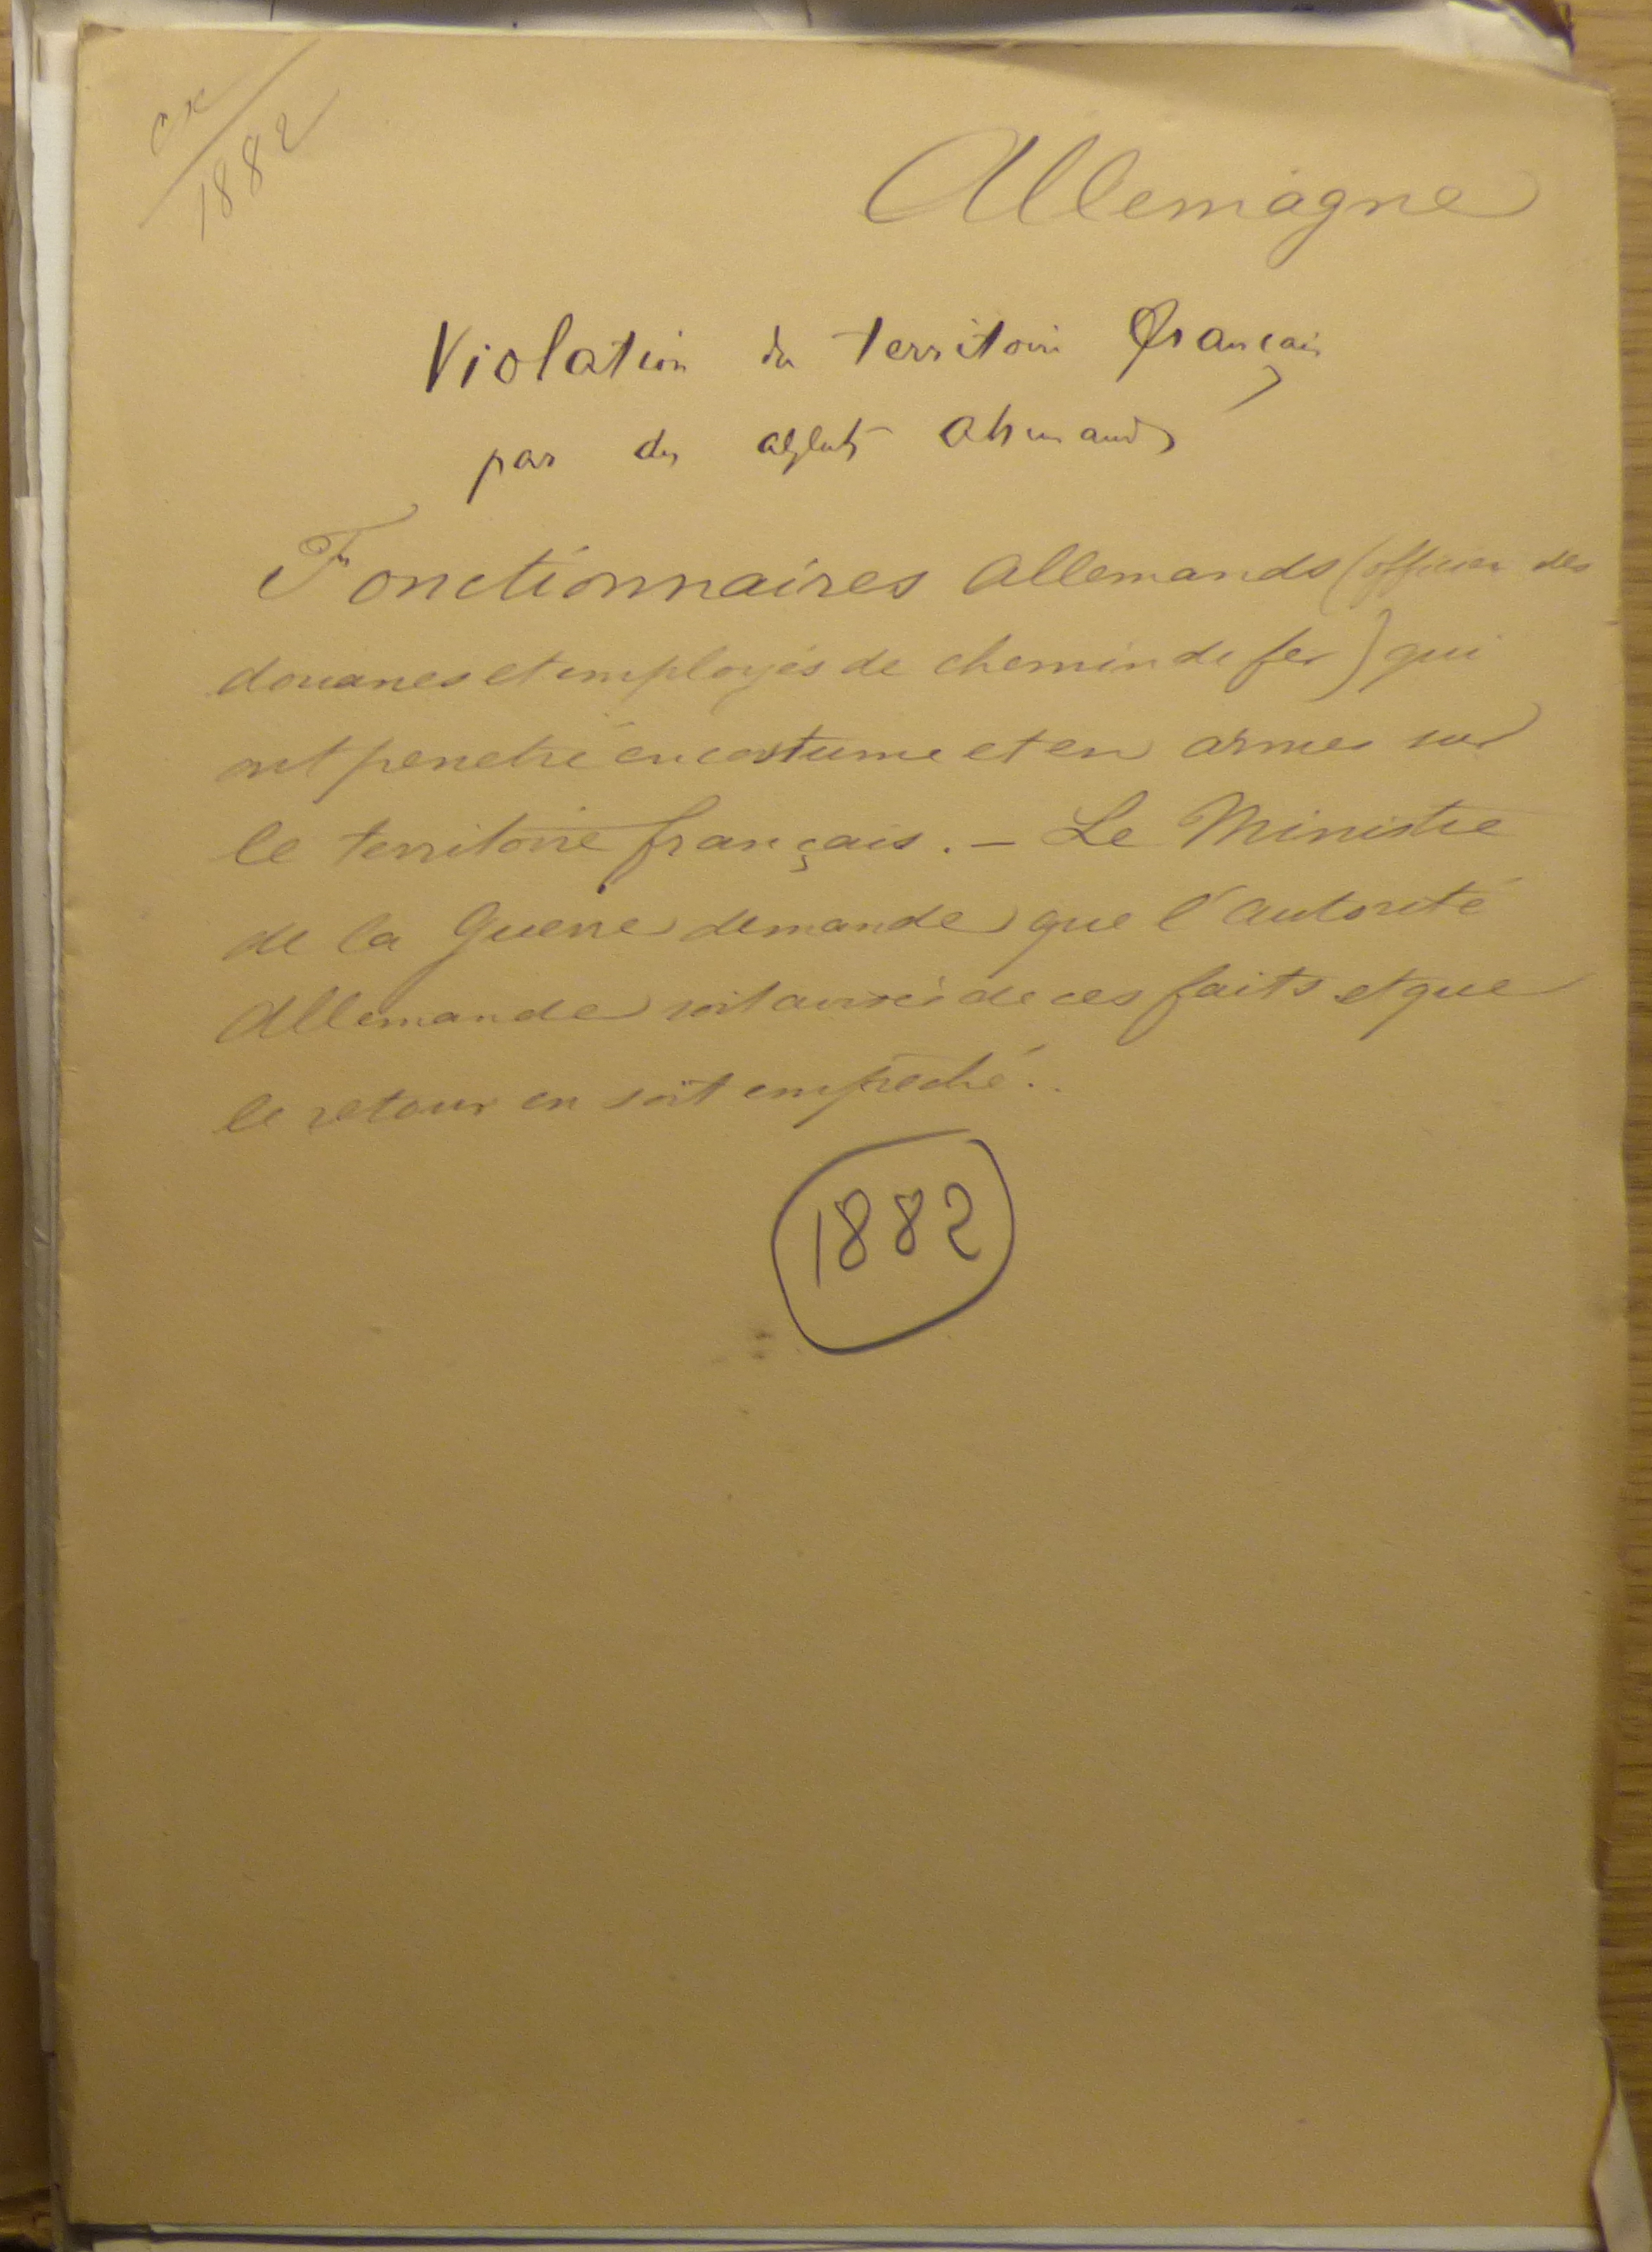 1882
Allemagne
Violation du territoire français
par des agents allemands
Fonctionnaires allemands (officier des
douanes et employés de chemin de fer) qui
ont penetré en costume et en armes sur
le territoire français. - Le Ministre
de la Guerre demande que l'autorité
allemande soit avisée de ces faits et que
le retour en soit empêché..
1882